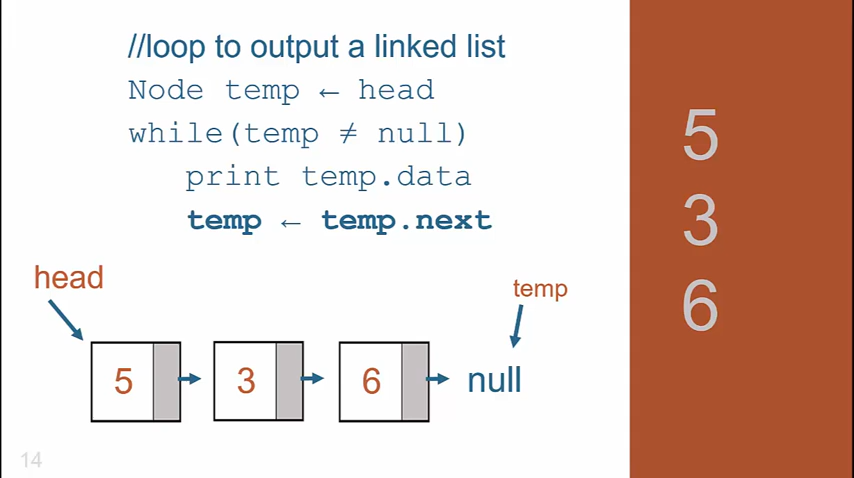 //loop to output a linked list
Node temp ← head
while(temp ≠ null)
print temp.data
temp ← temp.next
head
temp
5
3
6
null
5
3
6
14